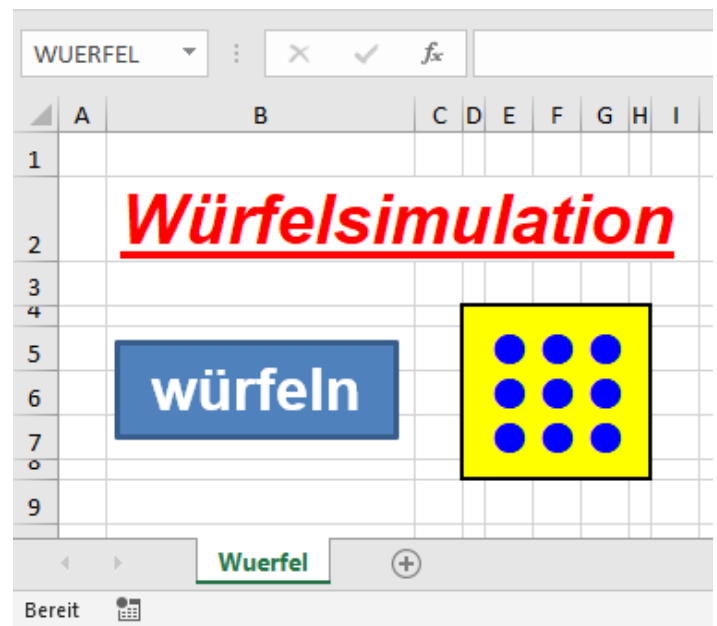 WUERFEL fx
A B C D E F G H I
1
2 Würfelsimulation
3
4
5
6 würfeln
7
8
9
Wuerfel
Bereit